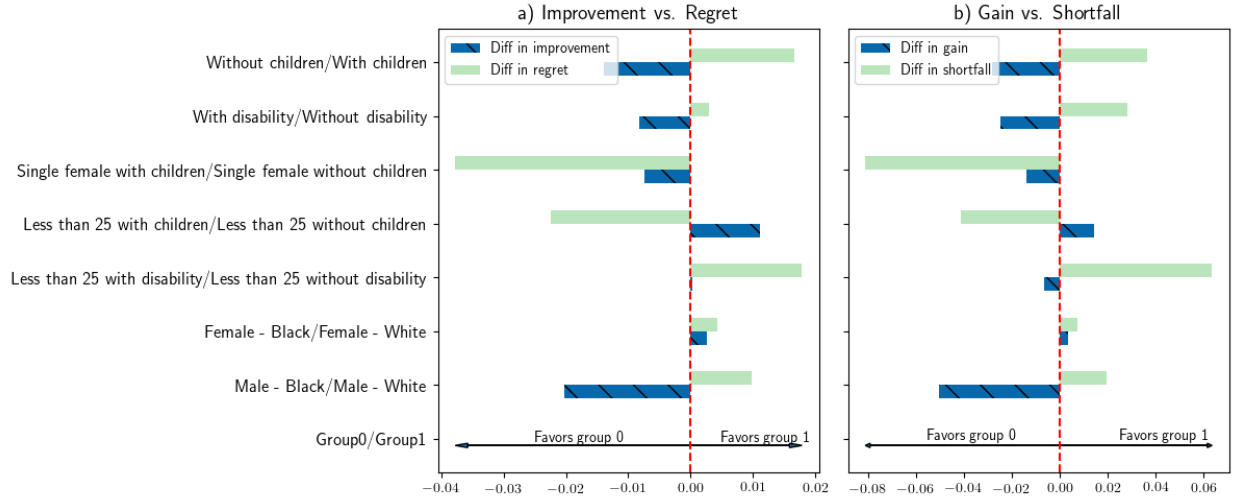 a) Improvement vs. Regret
b) Gain vs. Shortfall
Diff in improvement
Diff in regret
Diff in gain
Diff in shortfall
Without children/With children
With disability/Without disability
Single female with children/Single female without children
Less than 25 with children/Less than 25 without children
Less than 25 with disability/Less than 25 without disability
Female - Black/Female - White
Male - Black/Male - White
Group0/Group1
Favors group 0
Favors group 1
Favors group 0
Favors group 1
−0.04 −0.03 −0.02 −0.01 0.00 0.01 0.02
−0.08 −0.06 −0.04 −0.02 0.00 0.02 0.04 0.06